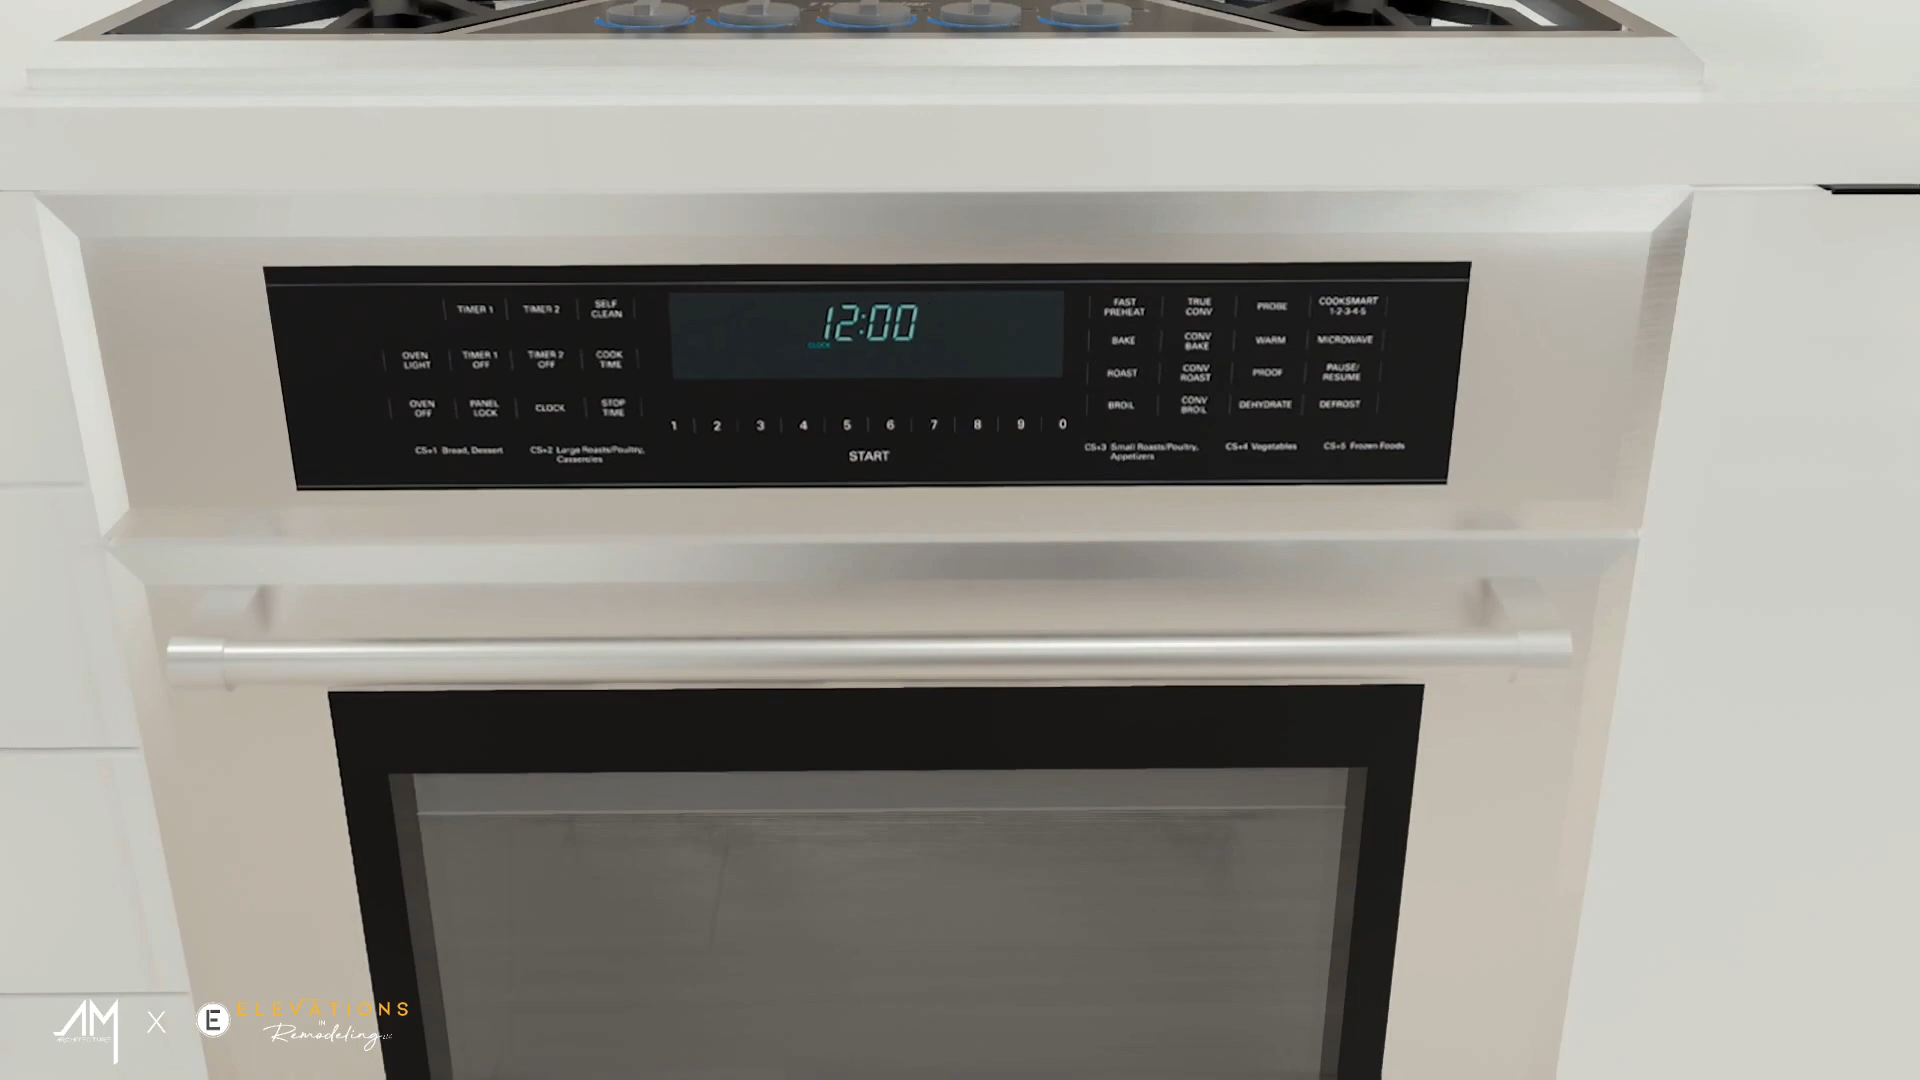 12:00
CLOCK
TIMER 1
TIMER 2
SELF
CLEAN
OVEN
LIGHT
TIMER 1
OFF
TIMER 2
OFF
COOK
TIME
OVEN
OFF
PANEL
LOCK
CLOCK
STOP
TIME
CS=1 Bread, Dessert
CS=2 Large Roasts/Poultry,
Casseroles
1 2 3 4 5 6 7 8 9 0
START
FAST
PREHEAT
TRUE
CONV
PROBE
COOKSMART
1-2-3-4-5
BAKE
CONV
BAKE
WARM
MICROWAVE
ROAST
CONV
ROAST
PROOF
PAUSE/
RESUME
BROIL
CONV
BROIL
DEHYDRATE
DEFROST
CS=3 Small Roasts/Poultry,
Appetizers
CS=4 Vegetables
CS=5 Frozen Foods
AM
ARCHITECTURE
X
E
ELEVATIONS
IN
Remodeling LLC